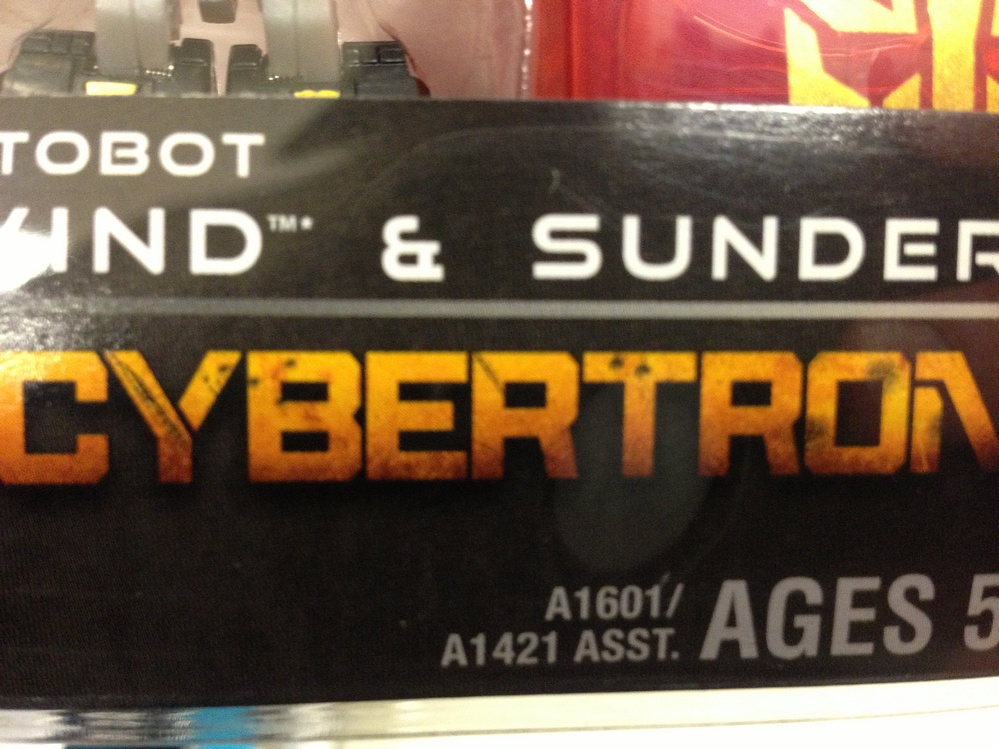 TOBOT
IND™* & SUNDER
CYBERTRON
A1601/
A1421 ASST. AGES 5